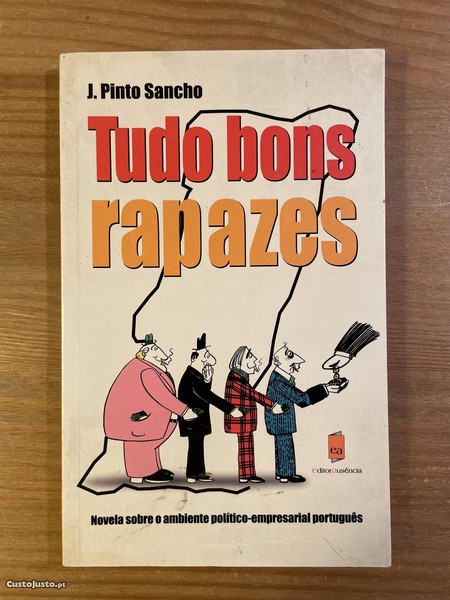 J. Pinto Sancho
Tudo bons
rapazes
ea
editorausência
Novela sobre o ambiente político-empresarial português
CustoJusto.pt